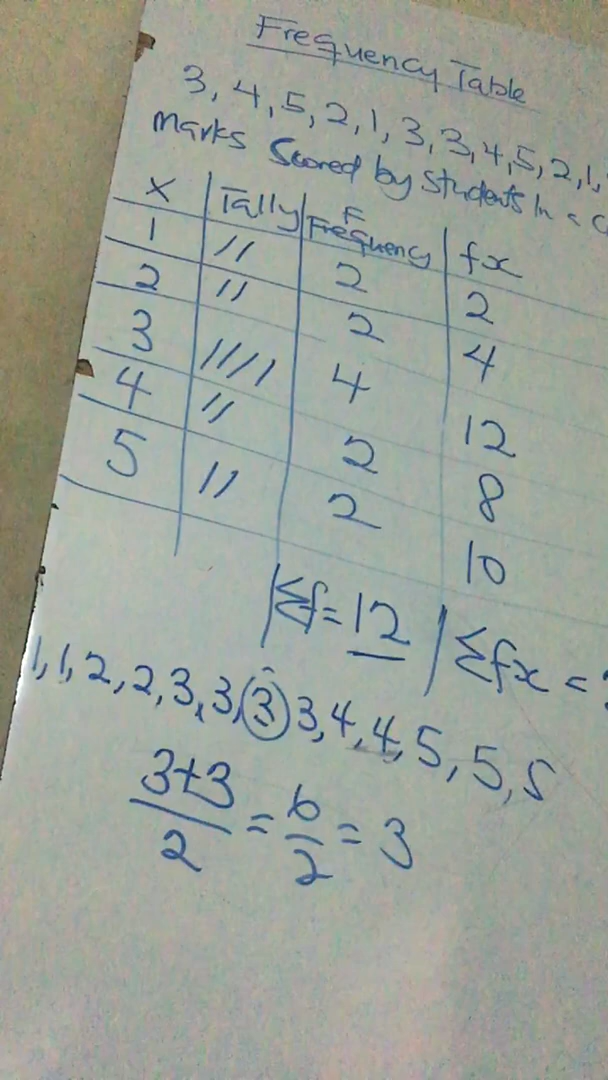 Frequency Table
3, 4, 5, 2, 1, 3, 3, 4, 5, 2, 1,
Marks Scored by Students In a
X Tally F Frequency fx
1 // 2 2
2 // 2 4
3 //// 4 12
4 // 2 8
5 // 2 10
Σf = 12 Σfx =
1, 1, 2, 2, 3, 3, 3 3, 4, 4, 5, 5, 5
3+3/2 = 6/2 = 3